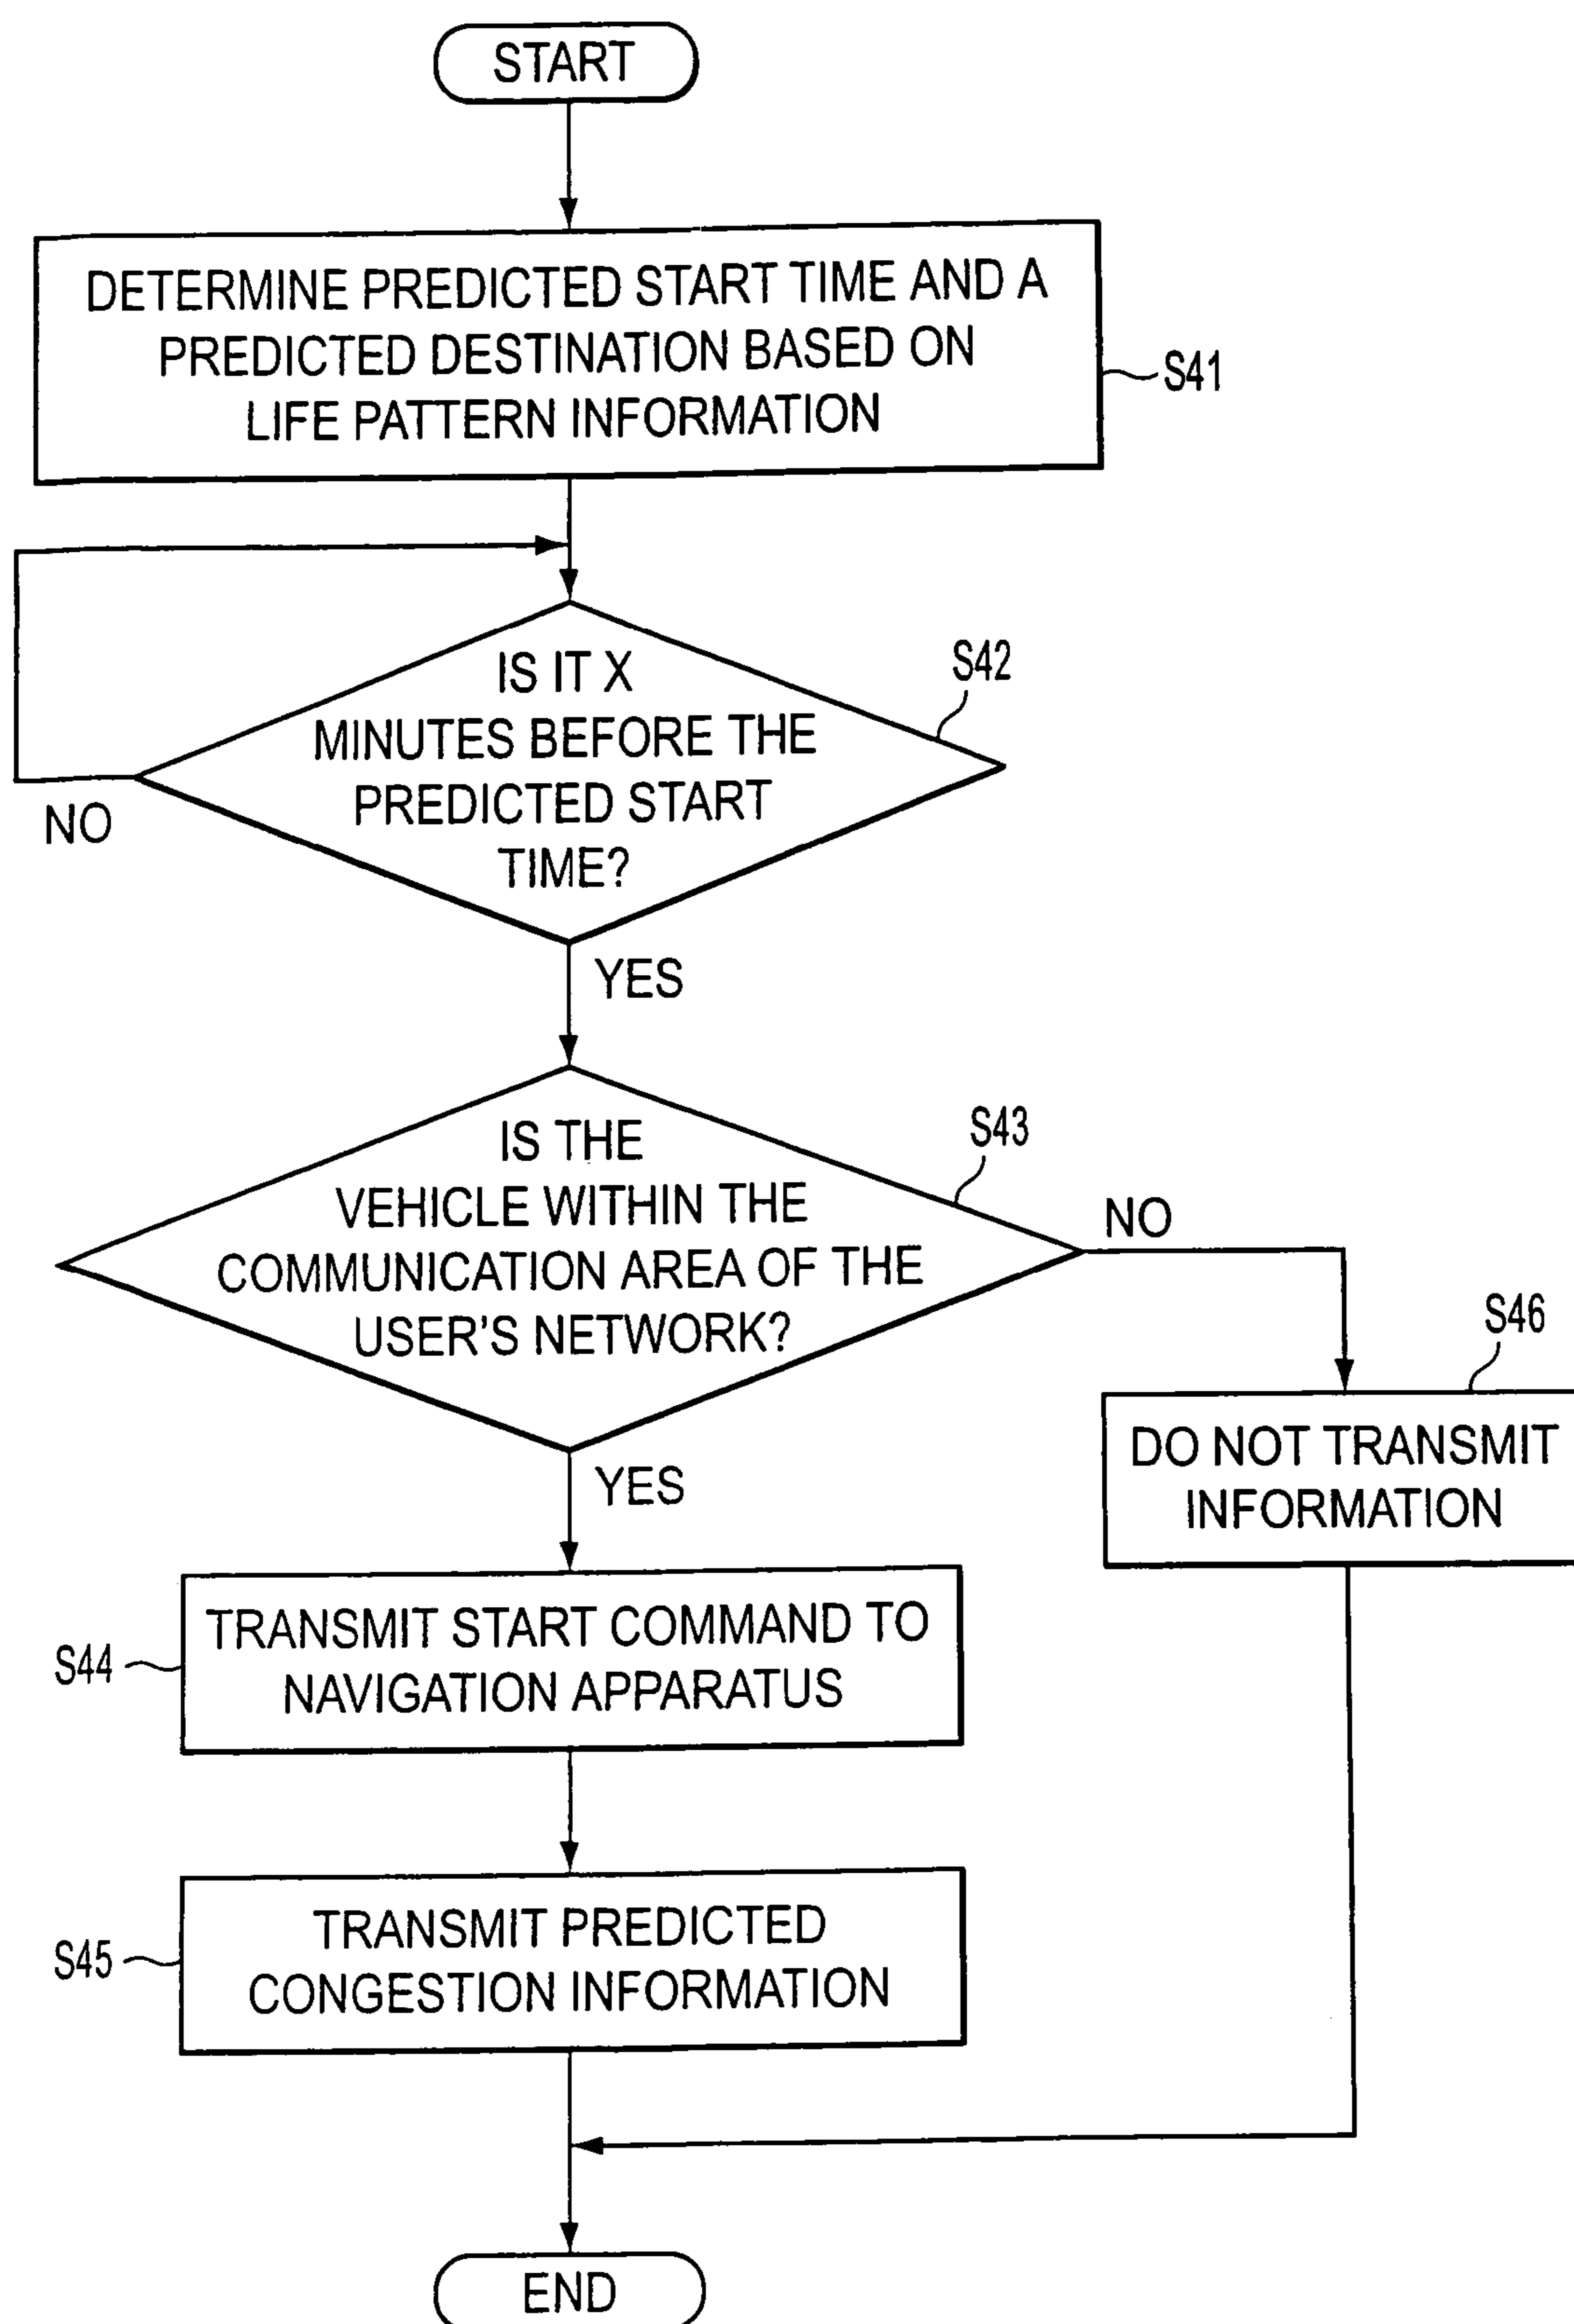 START
DETERMINE PREDICTED START TIME AND A
PREDICTED DESTINATION BASED ON
LIFE PATTERN INFORMATION
S41
IS IT X
MINUTES BEFORE THE
PREDICTED START
TIME?
S42
NO
YES
IS THE
VEHICLE WITHIN THE
COMMUNICATION AREA OF THE
USER'S NETWORK?
S43
NO
S46
DO NOT TRANSMIT
INFORMATION
YES
TRANSMIT START COMMAND TO
NAVIGATION APPARATUS
S44
TRANSMIT PREDICTED
CONGESTION INFORMATION
S45
END